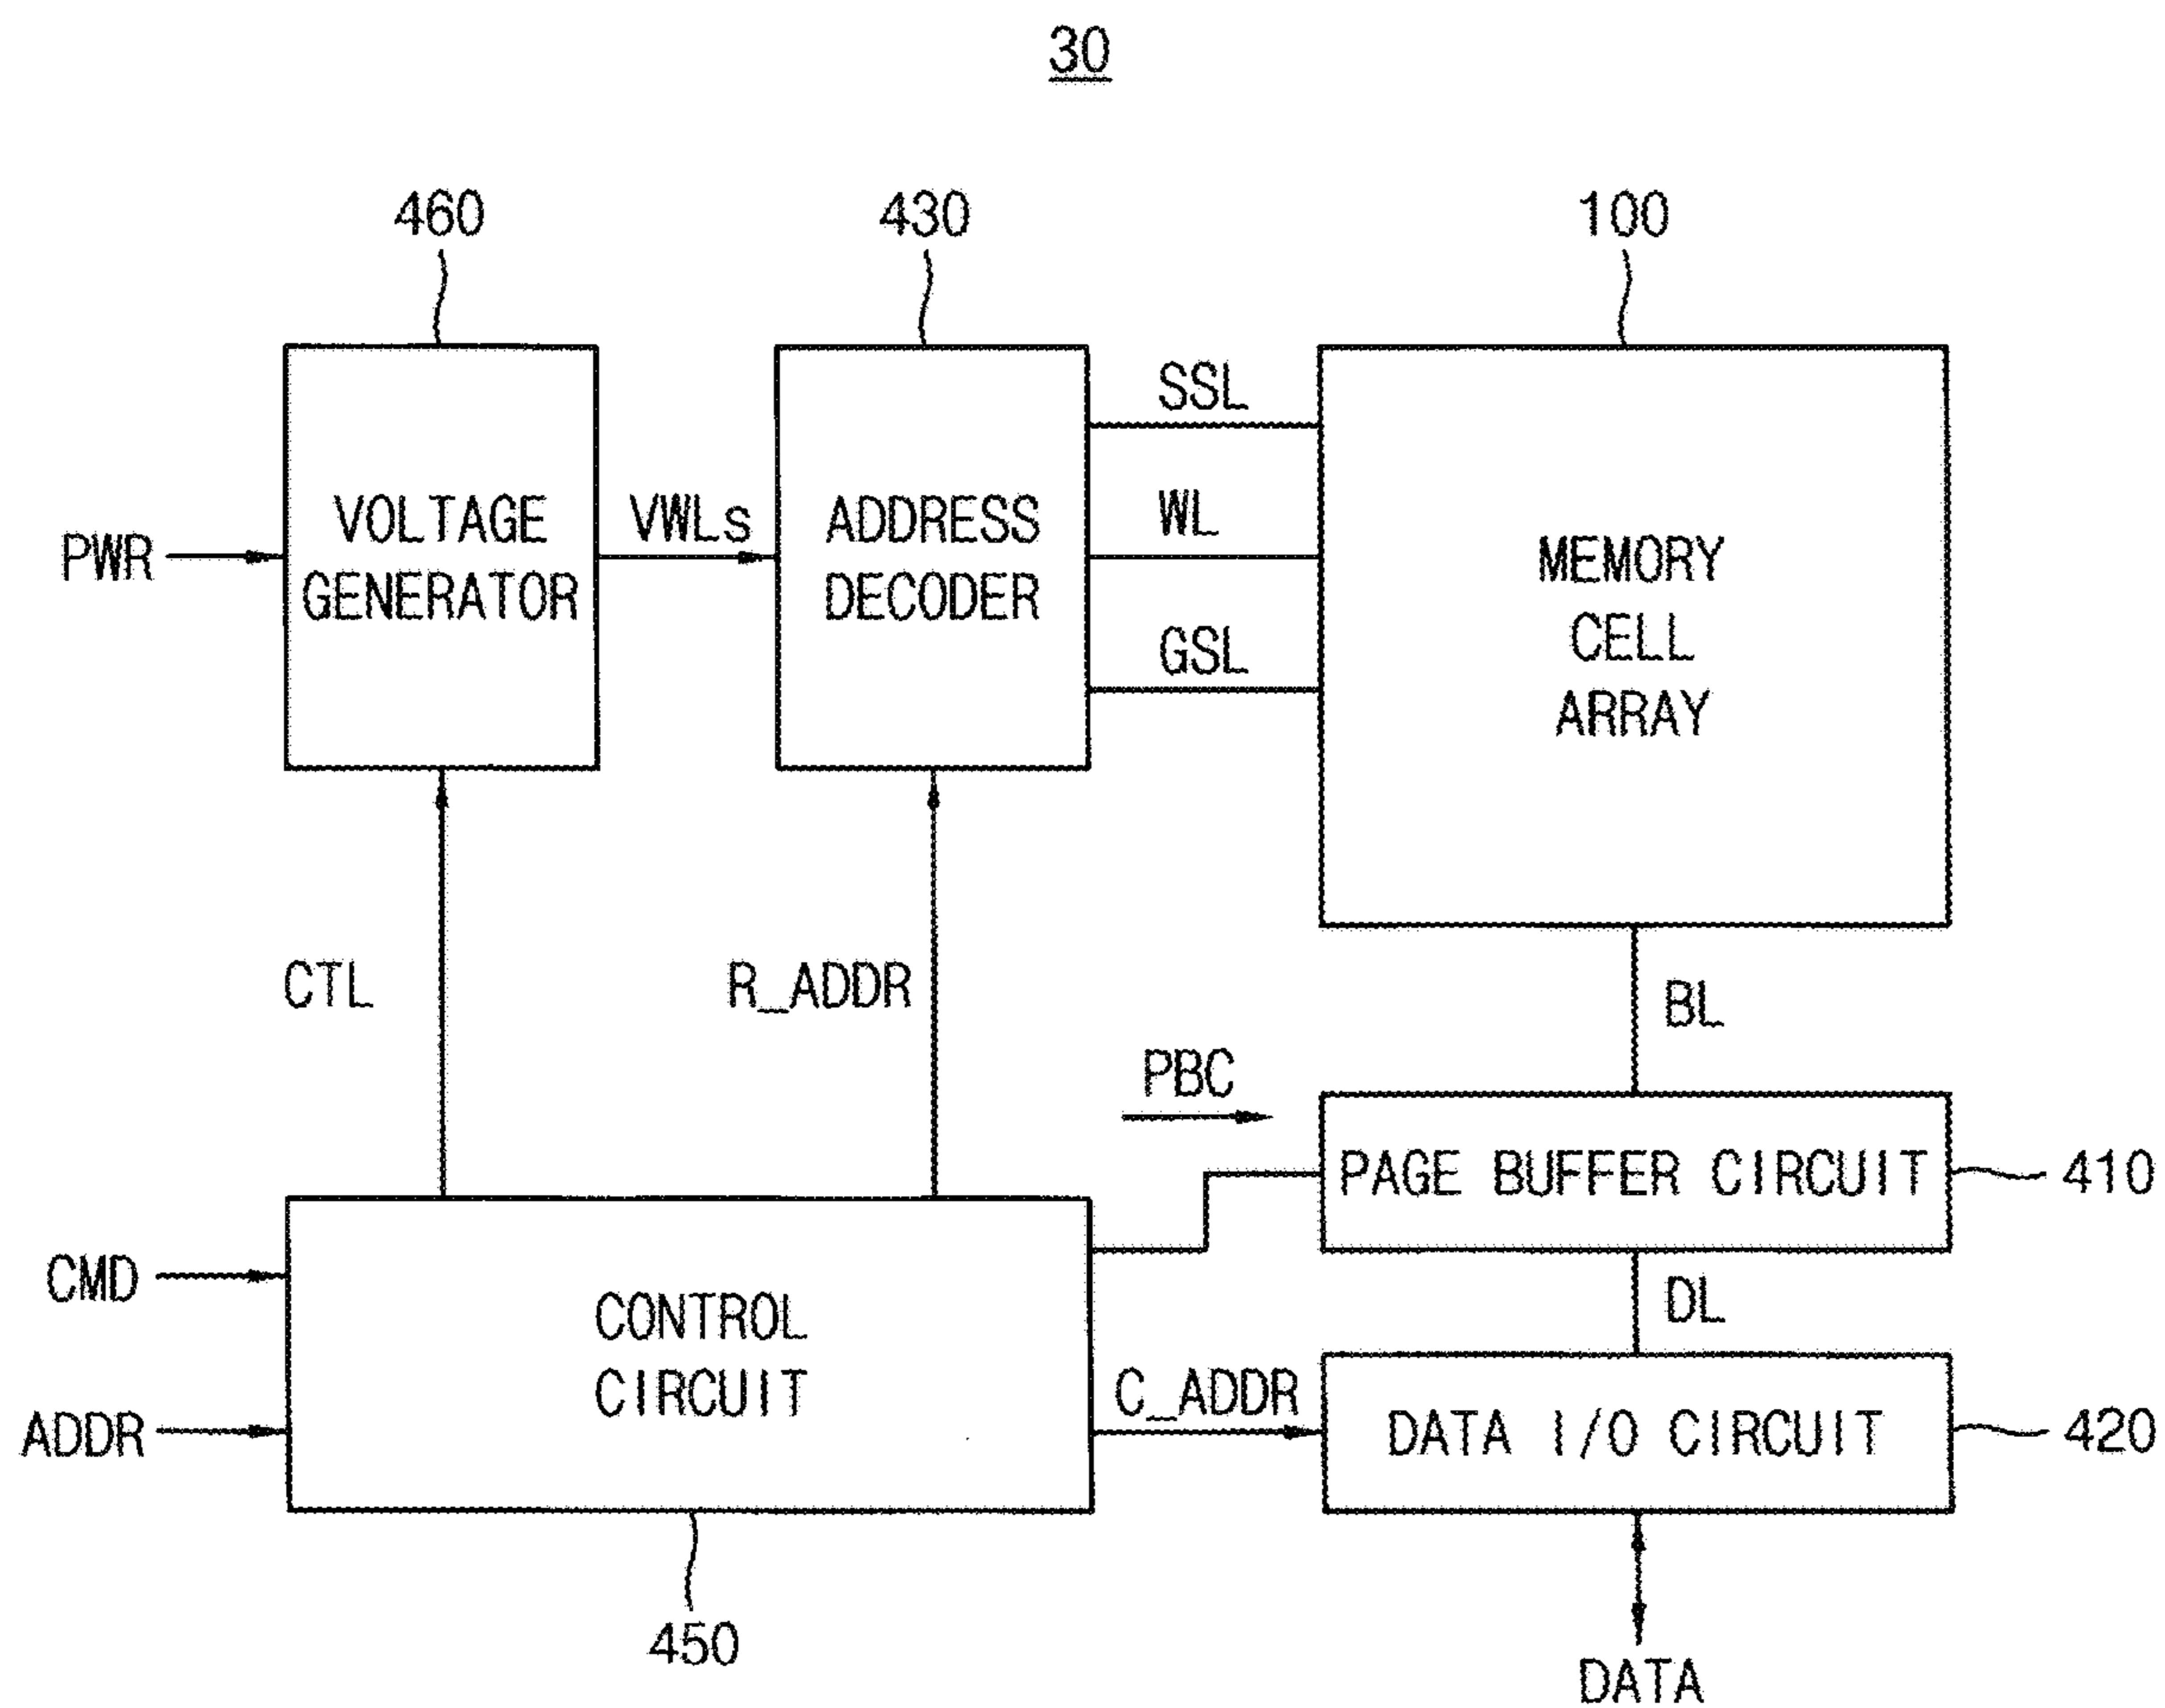 30
460
430
100
SSL
VOLTAGE
GENERATOR
VWLs
ADDRESS
DECODER
WL
PWR
MEMORY
CELL
ARRAY
GSL
CTL
R_ADDR
BL
PBC
PAGE BUFFER CIRCUIT
410
CMD
CONTROL
CIRCUIT
DL
C_ADDR
ADDR
DATA I/O CIRCUIT
420
450
DATA